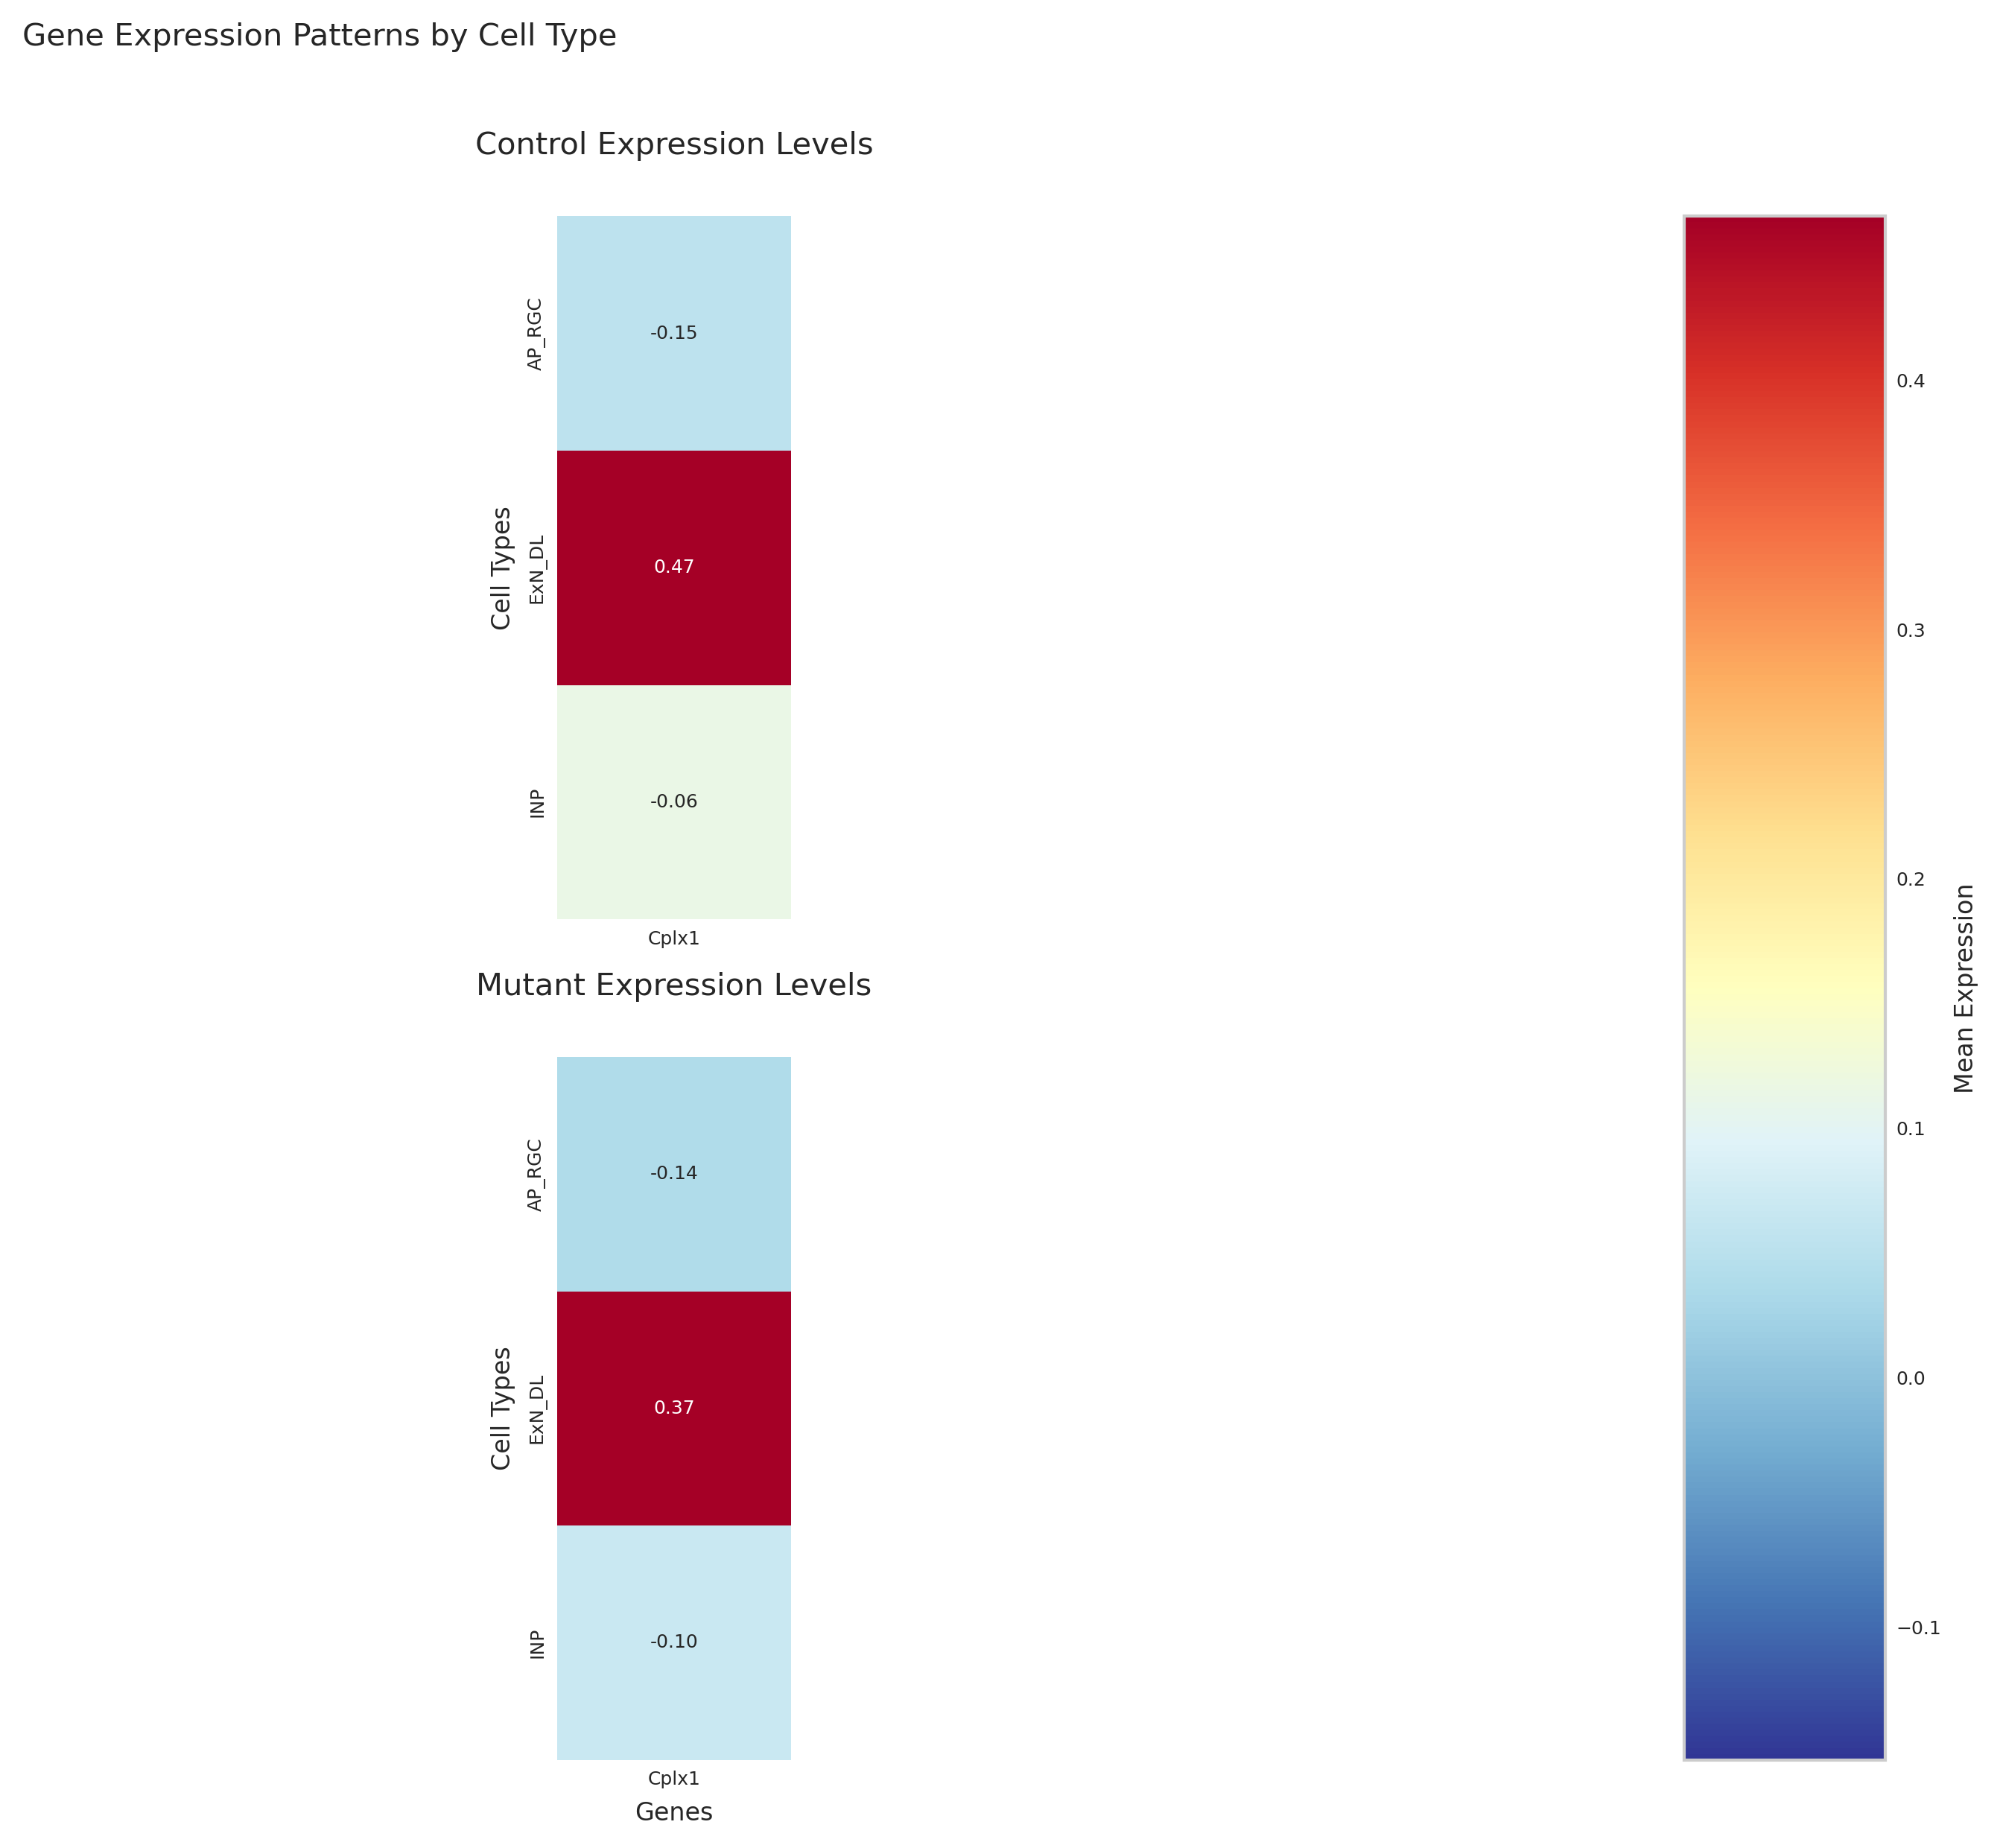 Gene Expression Patterns by Cell Type
Control Expression Levels
Cell Types
AP_RGC
-0.15
ExN_DL
0.47
INP
-0.06
Cplx1
Mutant Expression Levels
Cell Types
AP_RGC
-0.14
ExN_DL
0.37
INP
-0.10
Cplx1
Genes
0.4
0.3
0.2
0.1
0.0
−0.1
Mean Expression